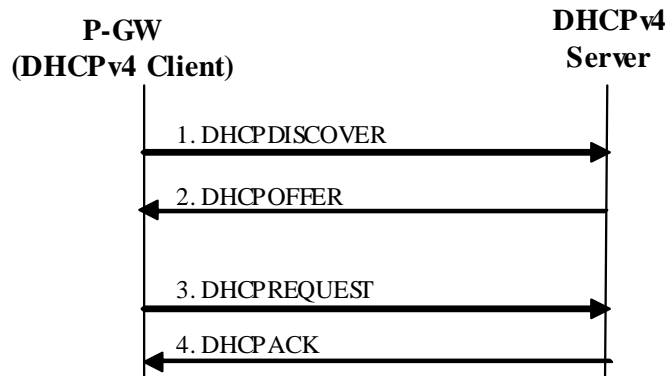 P-GW
(DHCPv4 Client)
DHCPv4
Server
1. DHCPDISCOVER
2. DHCPOFFER
3. DHCPREQUEST
4. DHCPACK